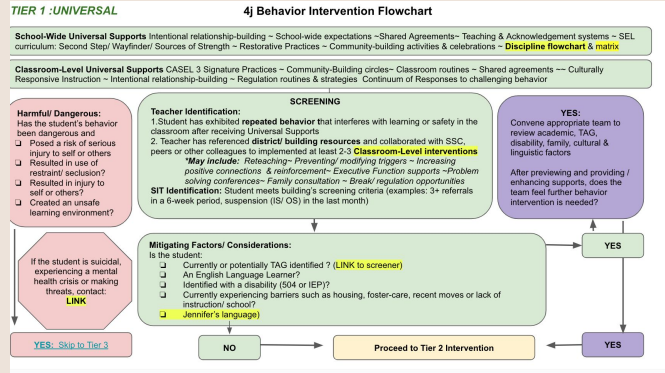 TIER 1 :UNIVERSAL
4j Behavior Intervention Flowchart
School-Wide Universal Supports Intentional relationship-building ~ School-wide expectations ~Shared Agreements~ Teaching & Acknowledgement systems ~ SEL
curriculum: Second Step/ Wayfinder/ Sources of Strength ~ Restorative Practices ~ Community-building activities & celebrations ~ Discipline flowchart & matrix
Classroom-Level Universal Supports CASEL 3 Signature Practices ~ Community-Building circles~ Classroom routines ~ Shared agreements ~~ Culturally
Responsive Instruction ~ Intentional relationship-building ~ Regulation routines & strategies Continuum of Responses to challenging behavior
Harmful/ Dangerous:
Has the student's behavior
been dangerous and
❏ Posed a risk of serious
injury to self or others
❏ Resulted in use of
restraint/ seclusion?
❏ Resulted in injury to
self or others?
❏ Created an unsafe
learning environment?
SCREENING
Teacher Identification:
1.Student has exhibited repeated behavior that interferes with learning or safety in the
classroom after receiving Universal Supports
2. Teacher has referenced district/ building resources and collaborated with SSC,
peers or other colleagues to implemented at least 2-3 Classroom-Level interventions
*May include: Reteaching~ Preventing/ modifying triggers ~ Increasing
positive connections & reinforcement~ Executive Function supports ~Problem
solving conferences~ Family consultation ~ Break/ regulation opportunities
SIT Identification: Student meets building's screening criteria (examples: 3+ referrals
in a 6-week period, suspension (IS/ OS) in the last month)
YES:
Convene appropriate team to
review academic, TAG,
disability, family, cultural &
linguistic factors
After previewing and providing /
enhancing supports, does the
team feel further behavior
intervention is needed?
If the student is suicidal,
experiencing a mental
health crisis or making
threats, contact:
LINK
Mitigating Factors/ Considerations:
Is the student:
❏ Currently or potentially TAG identified ? (LINK to screener)
❏ An English Language Learner?
❏ Identified with a disability (504 or IEP)?
❏ Currently experiencing barriers such as housing, foster-care, recent moves or lack of
instruction/ school?
❏ Jennifer's language)
YES
YES: Skip to Tier 3
NO
Proceed to Tier 2 Intervention
YES